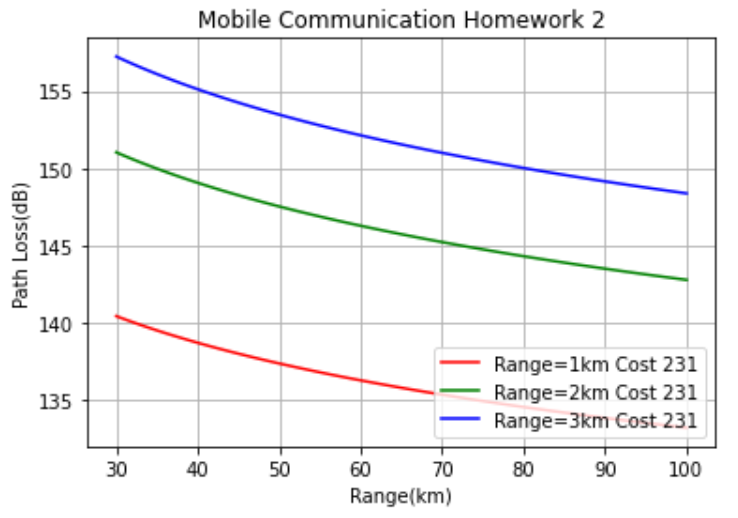 Mobile Communication Homework 2
Path Loss(dB)
155
150
145
140
135
Range=1km Cost 231
Range=2km Cost 231
Range=3km Cost 231
30 40 50 60 70 80 90 100
Range(km)